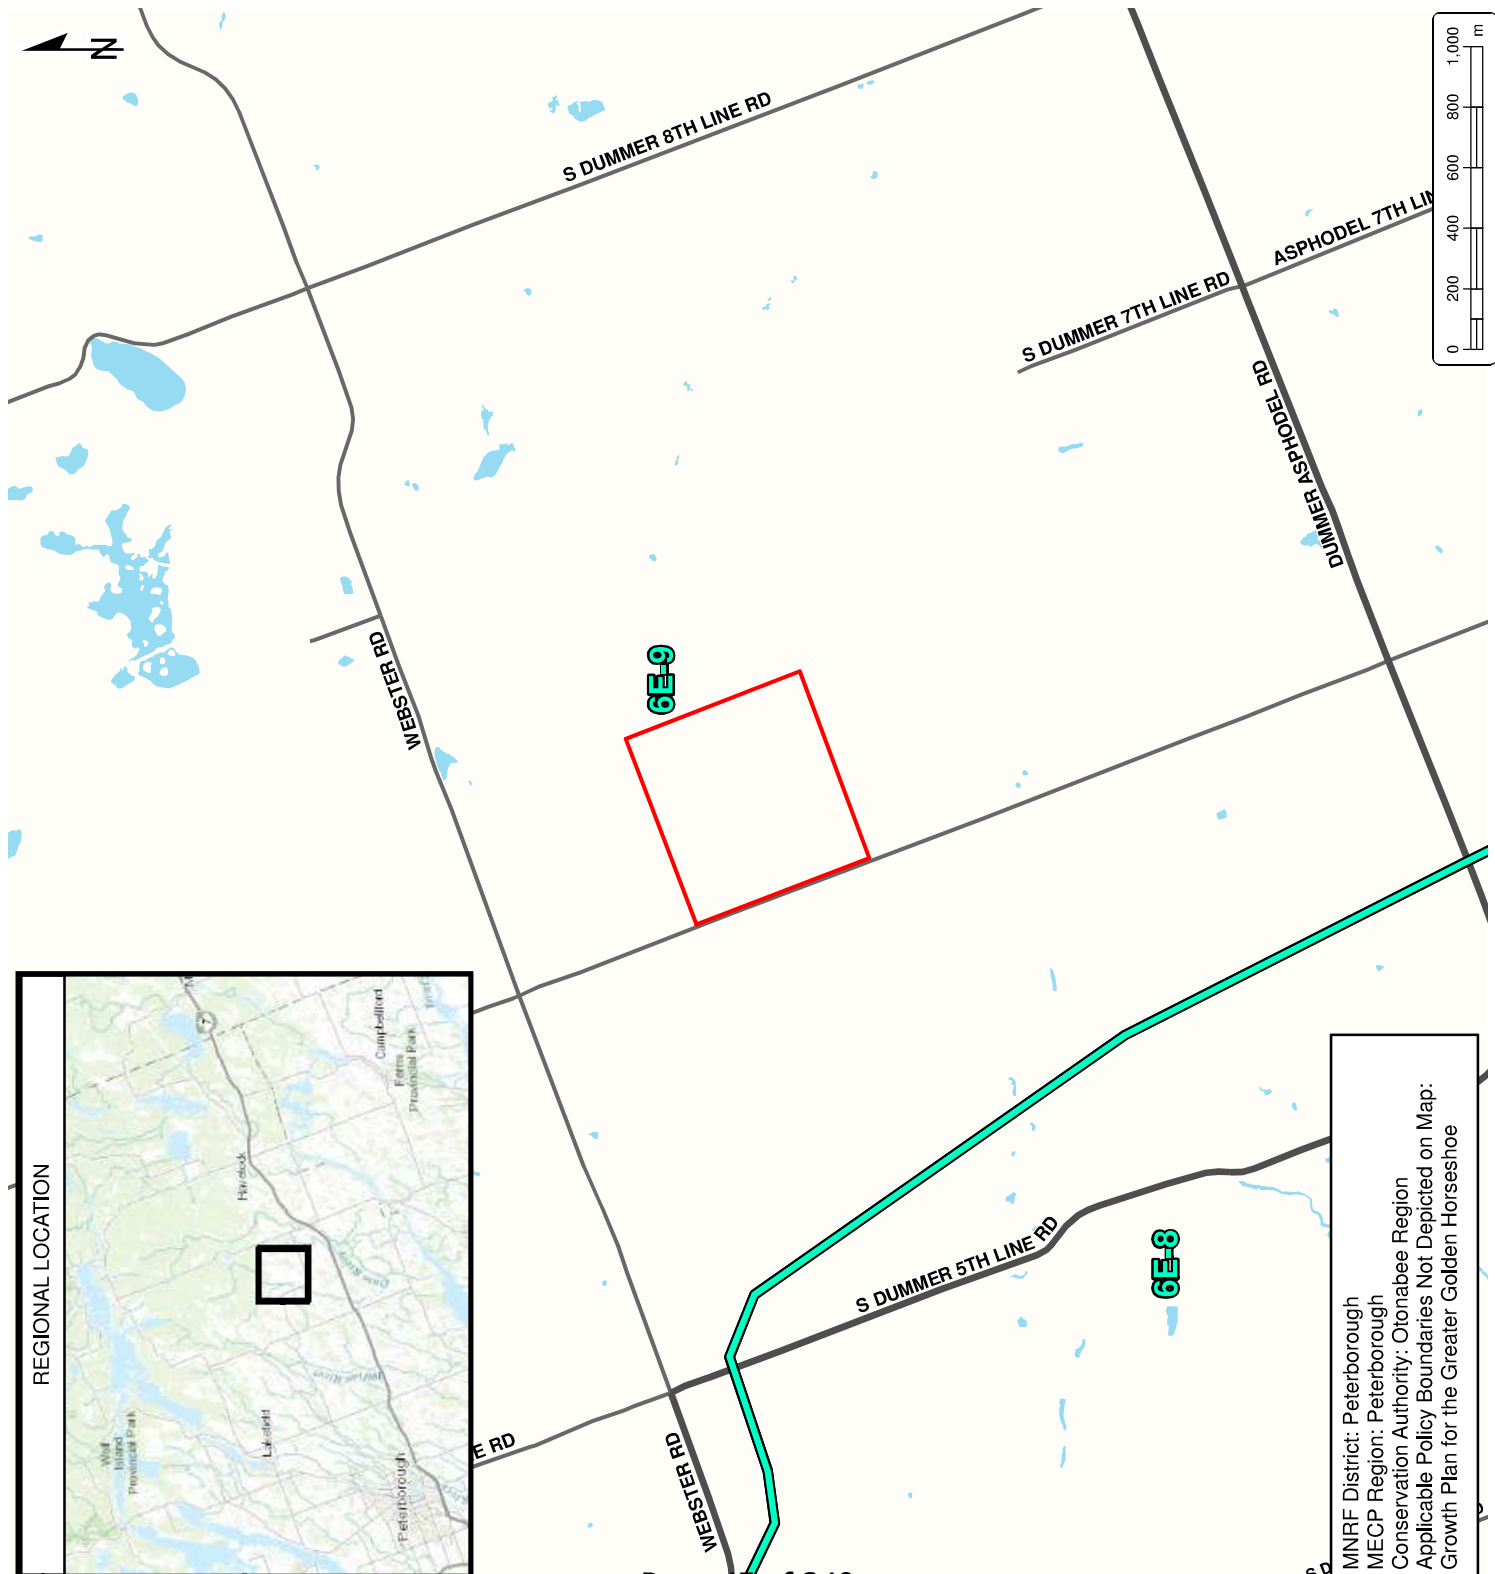 N
S DUMMER 8TH LINE RD
1,000
m
800
600
400
200
0
ASPHODEL 7TH LIN
S DUMMER 7TH LINE RD
DUMMER ASPHODEL RD
WEBSTER RD
6E-9
REGIONAL LOCATION
7
Campbellford
Ferris
Provincial Park
Havelock
Wolf
Island
Provincial Park
Lakefield
Peterborough
E RD
WEBSTER RD
S DUMMER 5TH LINE RD
6E-8
MNRF District: Peterborough
MECP Region: Peterborough
Conservation Authority: Otonabee Region
Applicable Policy Boundaries Not Depicted on Map:
Growth Plan for the Greater Golden Horseshoe